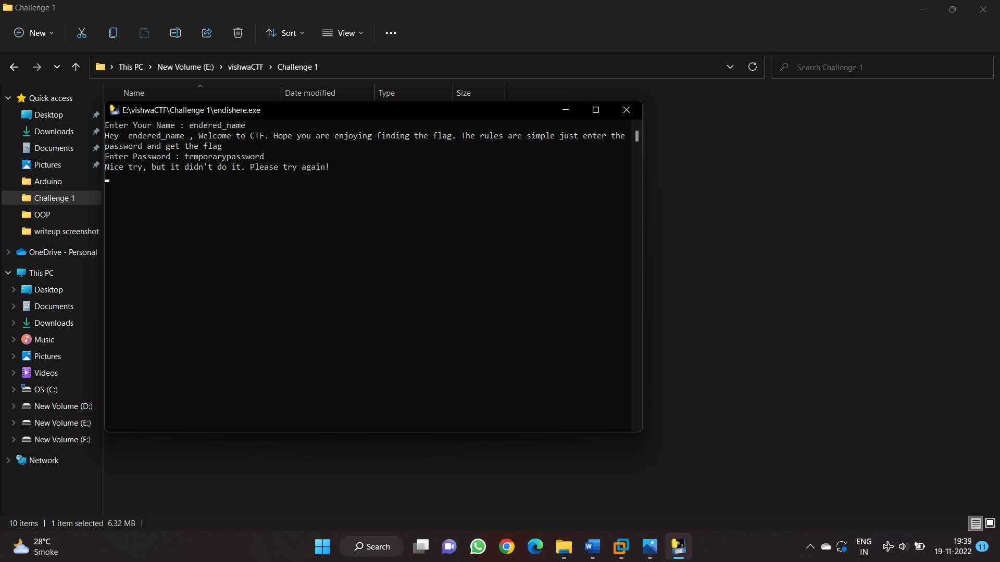 Challenge 1
New
Sort
View
This PC
New Volume (E:)
vishwaCTF
Challenge 1
Search Challenge 1
Name
Date modified
Type
Size
Quick access
Desktop
Downloads
Documents
Pictures
Arduino
Challenge 1
OOP
writeup screenshot
OneDrive - Personal
This PC
Desktop
Documents
Downloads
Music
Pictures
Videos
OS (C:)
New Volume (D:)
New Volume (E:)
New Volume (F:)
Network
E:\vishwaCTF\Challenge 1\endishere.exe
Enter Your Name : endered_name
Hey  endered_name , Welcome to CTF. Hope you are enjoying finding the flag. The rules are simple just enter the
password and get the flag
Enter Password : temporarypassword
Nice try, but it didn't do it. Please try again!
10 items
1 item selected 6.32 MB
28°C
Smoke
Search
ENG
IN
19:39
19-11-2022
11